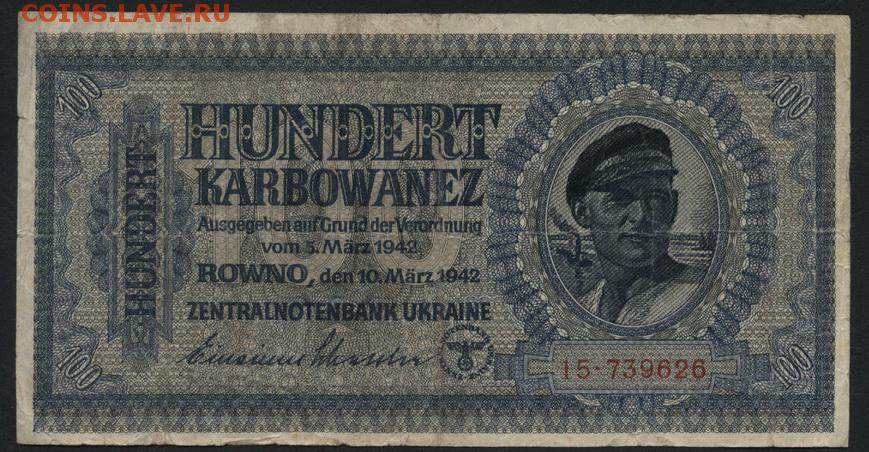 COINS.LAVE.RU
100
HUNDERT
HUNDERT
KARBOWANEZ
Ausgegeben auf Grund der Verordnung
vom 5. März 1942
ROWNO, den 10. März 1942
ZENTRALNOTENBANK UKRAINE
15·739626
100
100
100